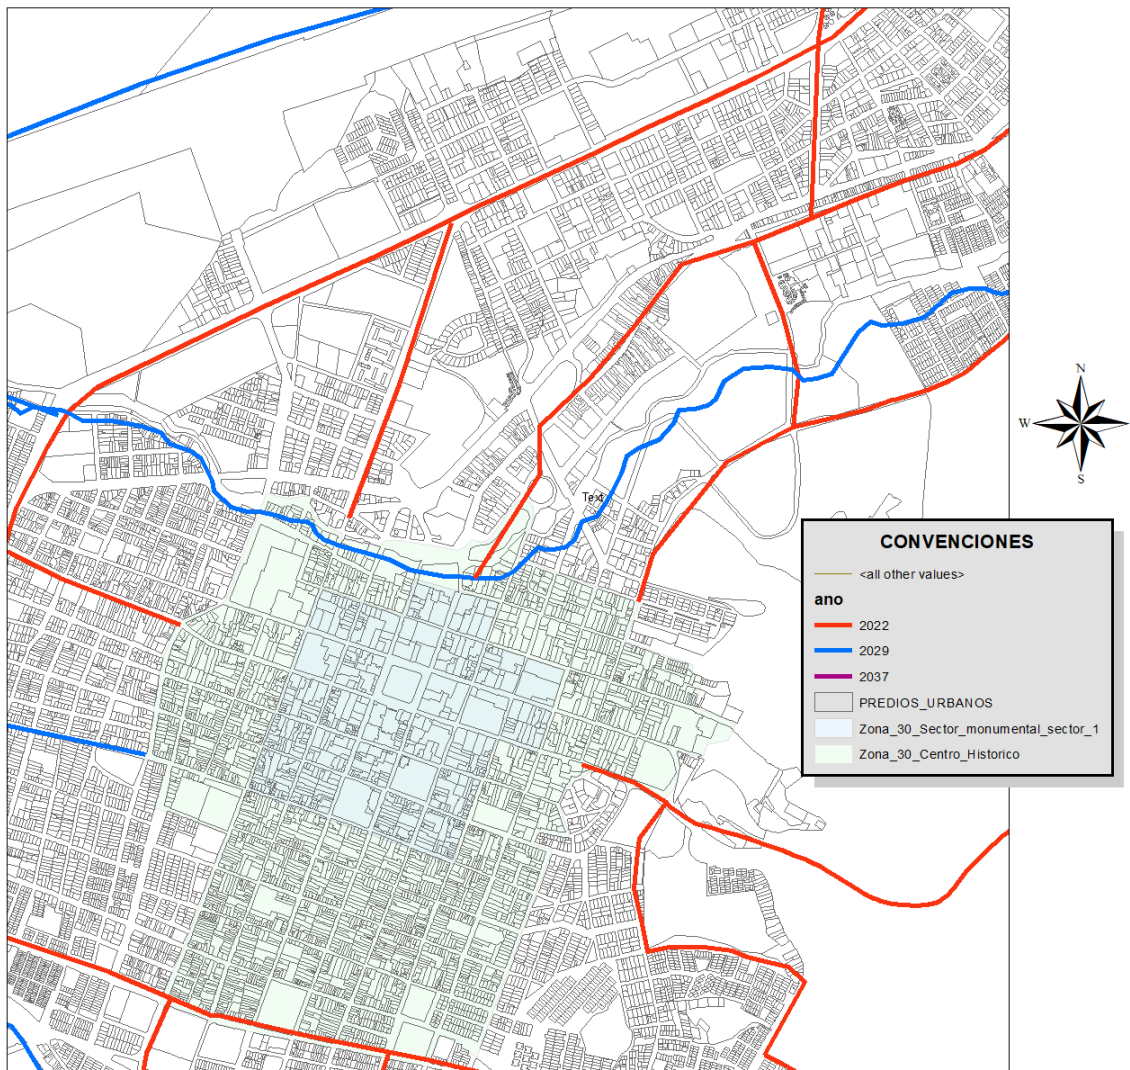 N
W
S
Text
CONVENCIONES
<all other values>
ano
2022
2029
2037
PREDIOS_URBANOS
Zona_30_Sector_monumental_sector_1
Zona_30_Centro_Historico